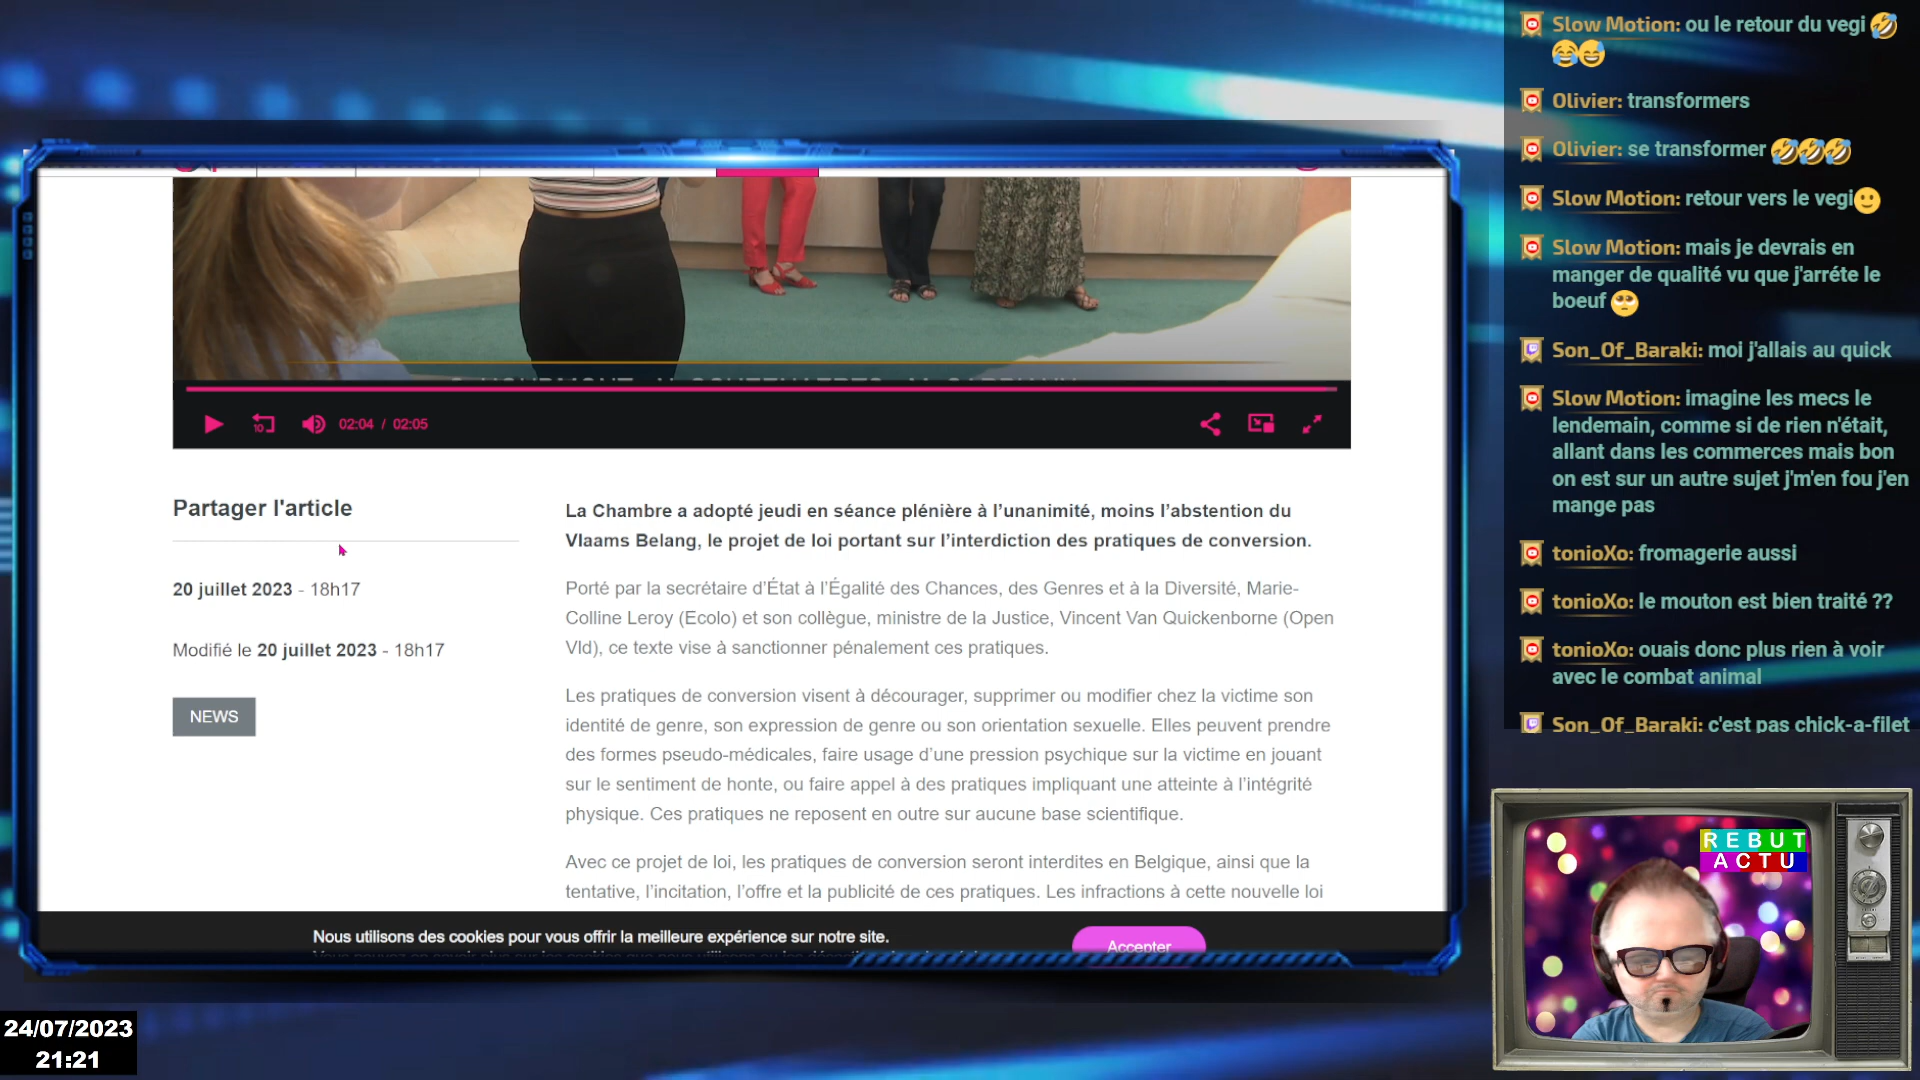 02:04 / 02:05
Partager l'article
20 juillet 2023 - 18h17
Modifié le 20 juillet 2023 - 18h17
NEWS
La Chambre a adopté jeudi en séance plénière à l’unanimité, moins l’abstention du
Vlaams Belang, le projet de loi portant sur l’interdiction des pratiques de conversion.
Porté par la secrétaire d’État à l’Égalité des Chances, des Genres et à la Diversité, Marie-
Colline Leroy (Ecolo) et son collègue, ministre de la Justice, Vincent Van Quickenborne (Open
Vld), ce texte vise à sanctionner pénalement ces pratiques.
Les pratiques de conversion visent à décourager, supprimer ou modifier chez la victime son
identité de genre, son expression de genre ou son orientation sexuelle. Elles peuvent prendre
des formes pseudo-médicales, faire usage d’une pression psychique sur la victime en jouant
sur le sentiment de honte, ou faire appel à des pratiques impliquant une atteinte à l’intégrité
physique. Ces pratiques ne reposent en outre sur aucune base scientifique.
Avec ce projet de loi, les pratiques de conversion seront interdites en Belgique, ainsi que la
tentative, l’incitation, l’offre et la publicité de ces pratiques. Les infractions à cette nouvelle loi
Nous utilisons des cookies pour vous offrir la meilleure expérience sur notre site.
Accepter
24/07/2023
21:21
Slow Motion: ou le retour du vegi 🤣
😂😅
Olivier: transformers
Olivier: se transformer 🤣🤣🤣
Slow Motion: retour vers le vegi🙂
Slow Motion: mais je devrais en
manger de qualité vu que j'arréte le
boeuf 🥺
Son_Of_Baraki: moi j'allais au quick
Slow Motion: imagine les mecs le
lendemain, comme si de rien n'était,
allant dans les commerces mais bon
on est sur un autre sujet j'm'en fou j'en
mange pas
tonioXo: fromagerie aussi
tonioXo: le mouton est bien traité ??
tonioXo: ouais donc plus rien à voir
avec le combat animal
Son_Of_Baraki: c'est pas chick-a-filet
REBUT
ACTU